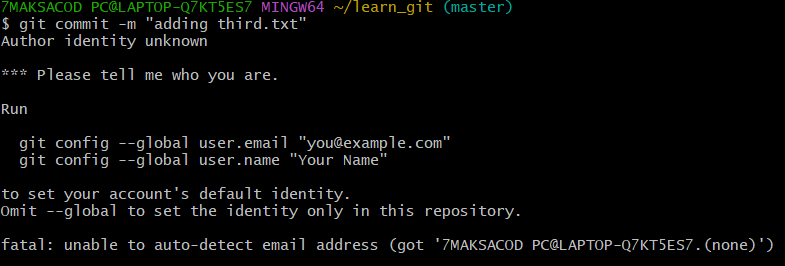 7MAKSACOD PC@LAPTOP-Q7KT5ES7 MINGW64 ~/learn_git (master)
$ git commit -m "adding third.txt"
Author identity unknown
*** Please tell me who you are.
Run
git config --global user.email "you@example.com"
git config --global user.name "Your Name"
to set your account's default identity.
Omit --global to set the identity only in this repository.
fatal: unable to auto-detect email address (got '7MAKSACOD PC@LAPTOP-Q7KT5ES7.(none)')